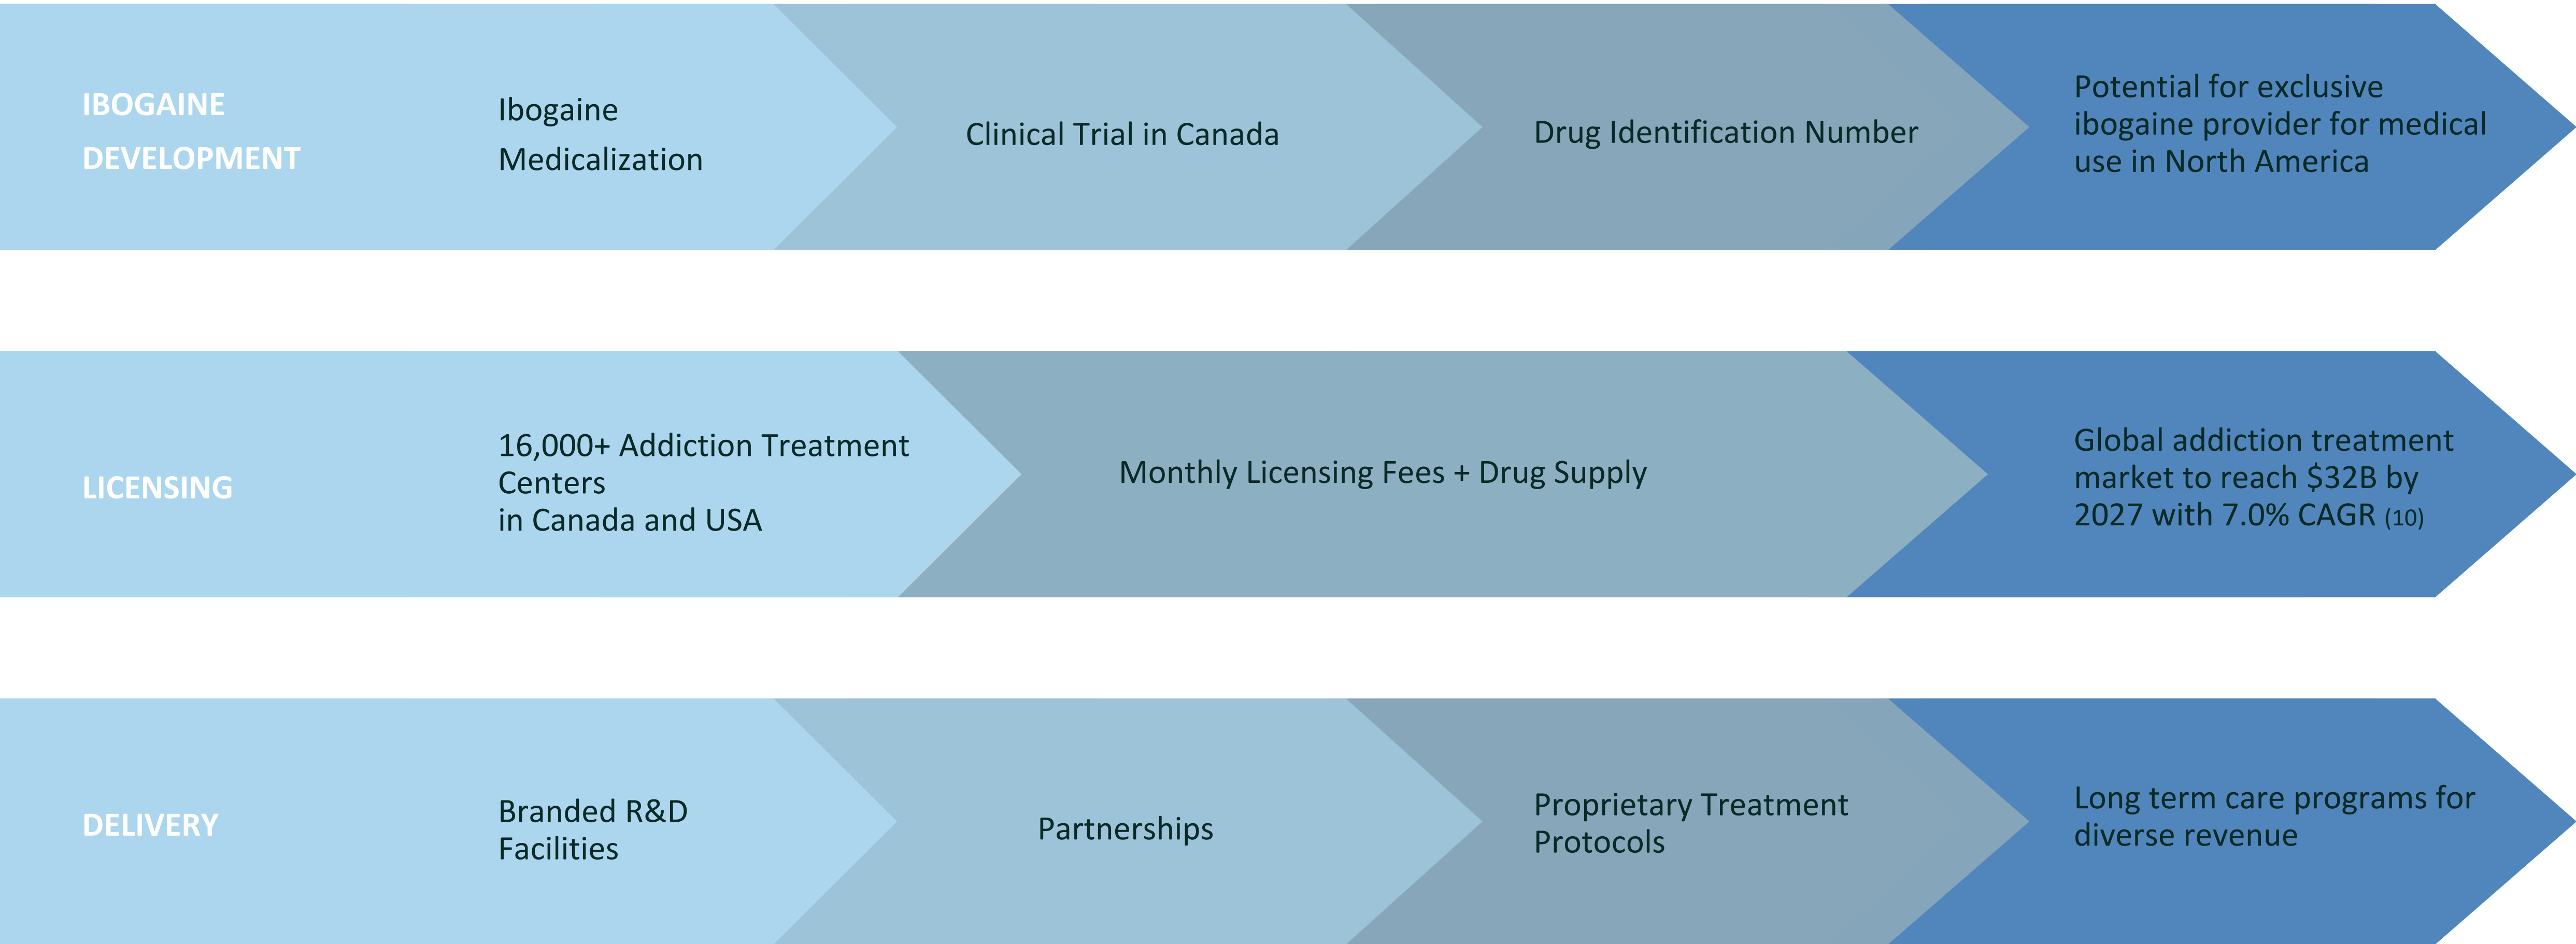 IBOGAINE
DEVELOPMENT
Ibogaine
Medicalization
Clinical Trial in Canada
Drug Identification Number
Potential for exclusive
ibogaine provider for medical
use in North America
LICENSING
16,000+ Addiction Treatment
Centers
in Canada and USA
Monthly Licensing Fees + Drug Supply
Global addiction treatment
market to reach $32B by
2027 with 7.0% CAGR (10)
DELIVERY
Branded R&D
Facilities
Partnerships
Proprietary Treatment
Protocols
Long term care programs for
diverse revenue